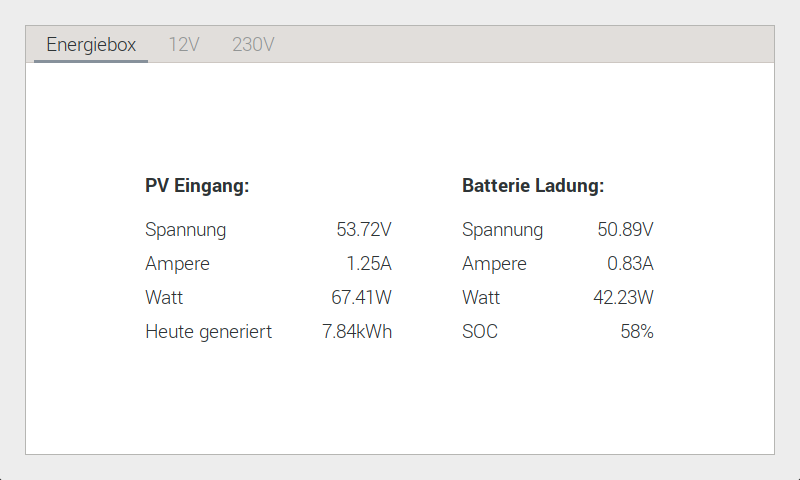 Energiebox 12V 230V
PV Eingang:
Spannung 53.72V
Ampere 1.25A
Watt 67.41W
Heute generiert 7.84kWh
Batterie Ladung:
Spannung 50.89V
Ampere 0.83A
Watt 42.23W
SOC 58%